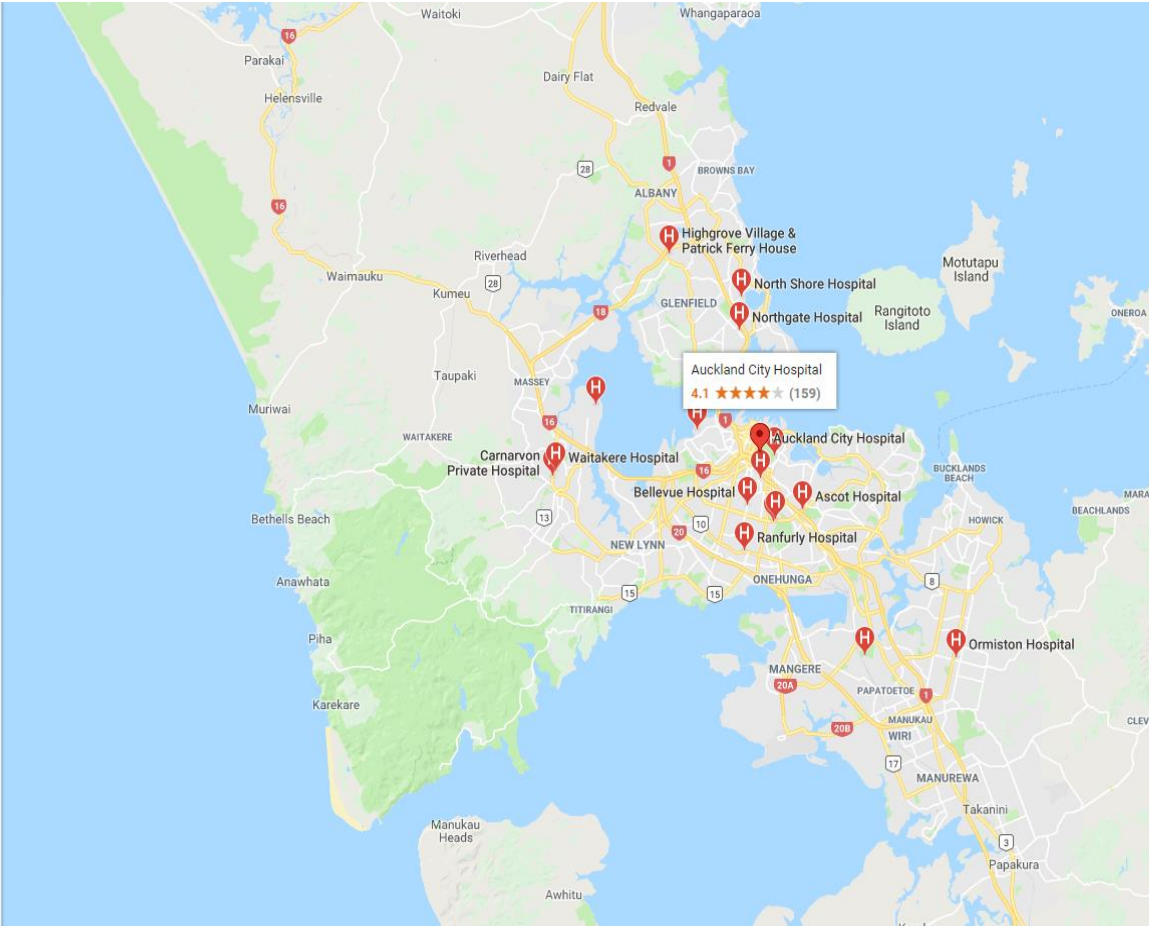 Whangaparaoa
Waitoki
16
Parakai
Dairy Flat
Helensville
Redvale
1
28
BROWNS BAY
ALBANY
16
Highgrove Village &
Patrick Ferry House
Riverhead
Motutapu
Island
Waimauku
28
Kumeu
North Shore Hospital
GLENFIELD
Rangitoto
Island
18
Northgate Hospital
ONEROA
Auckland City Hospital
4.1 ★★★★★ (159)
Taupaki
MASSEY
H
Muriwai
16
H
1
WAITAKERE
Auckland City Hospital
Carnarvon
Private Hospital
Waitakere Hospital
H
16
BUCKLANDS
BEACH
Bellevue Hospital
Ascot Hospital
MARA
BEACHLANDS
Bethells Beach
13
H
10
HOWICK
20
Ranfurly Hospital
NEW LYNN
Anawhata
ONEHUNGA
8
15
15
TITIRANGI
Piha
H
Ormiston Hospital
MANGERE
20A
PAPATOETOE
1
Karekare
MANUKAU
CLEV
20B
WIRI
17
MANUREWA
Takanini
Manukau
Heads
3
Papakura
Awhitu